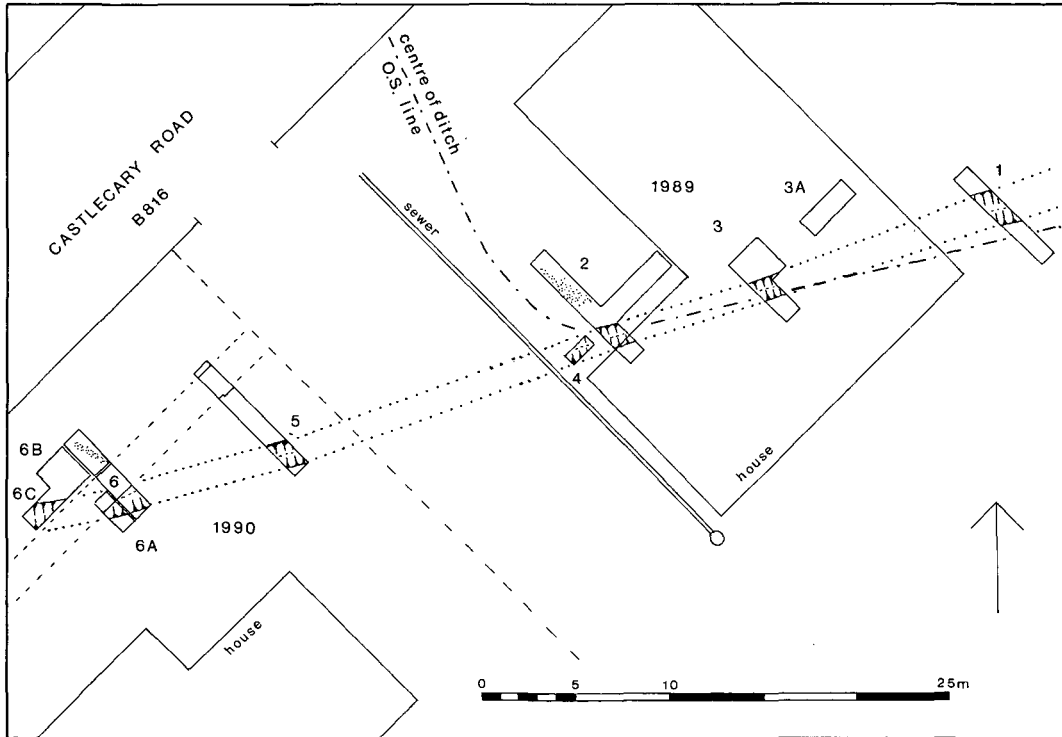 CASTLECARY ROAD
B816
centre of ditch
O.S. line
sewer
1989
1
2
3A
3
4
house
5
6B
6
6C
6A
1990
house
0 5 10 25m